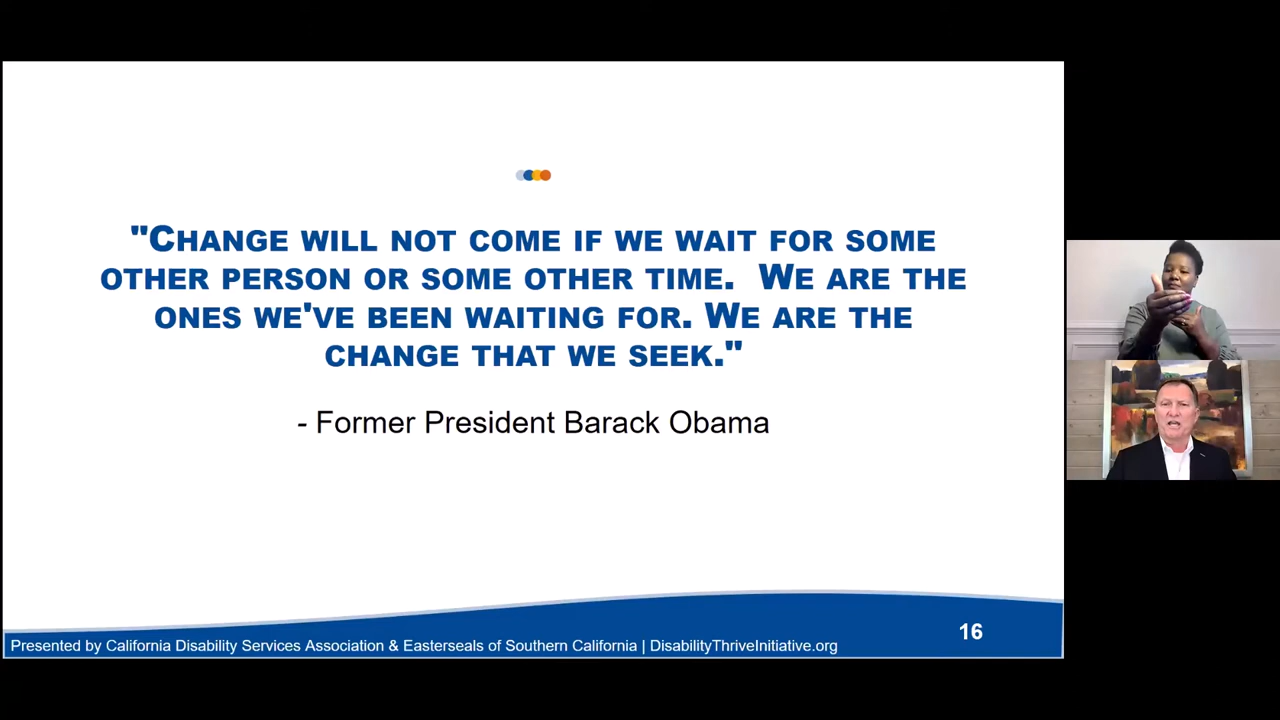 "CHANGE WILL NOT COME IF WE WAIT FOR SOME
OTHER PERSON OR SOME OTHER TIME.  WE ARE THE
ONES WE'VE BEEN WAITING FOR. WE ARE THE
CHANGE THAT WE SEEK."
- Former President Barack Obama
16
Presented by California Disability Services Association & Easterseals of Southern California | DisabilityThriveInitiative.org